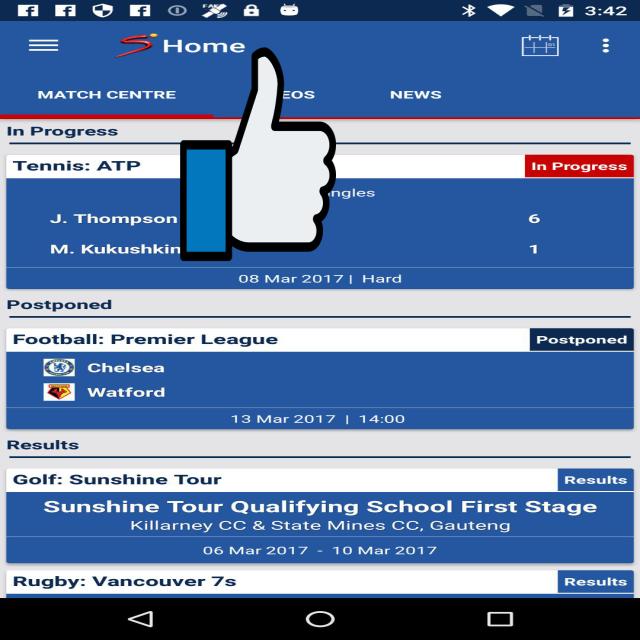 3:42
Home
MATCH CENTRE
EOS
NEWS
In Progress
Tennis: ATP
In Progress
ngles
J. Thompson
6
M. Kukushkin
1
08 Mar 2017 | Hard
Postponed
Football: Premier League
Postponed
Chelsea
Watford
13 Mar 2017 | 14:00
Results
Golf: Sunshine Tour
Results
Sunshine Tour Qualifying School First Stage
Killarney CC & State Mines CC, Gauteng
06 Mar 2017 - 10 Mar 2017
Rugby: Vancouver 7s
Results